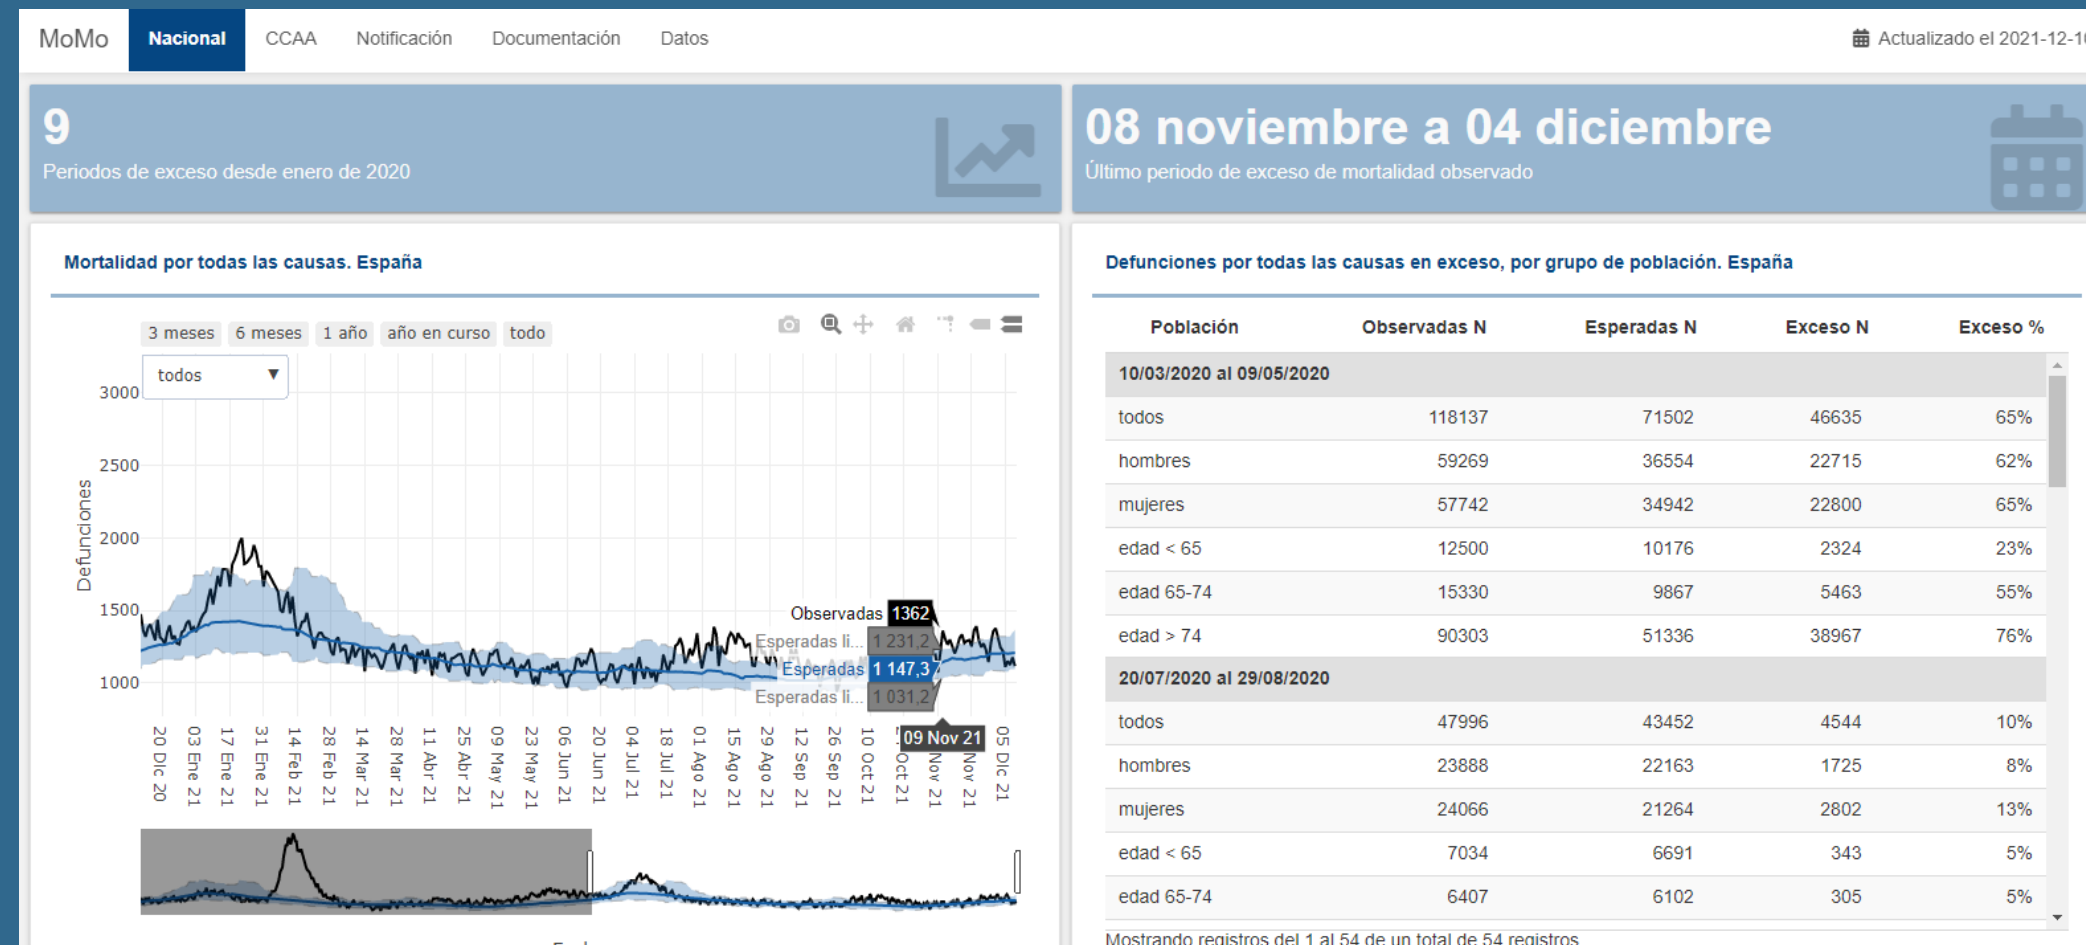 MoMo Nacional CCAA Notificación Documentación Datos Actualizado el 2021-12-1
9
Periodos de exceso desde enero de 2020
08 noviembre a 04 diciembre
Último periodo de exceso de mortalidad observado
Mortalidad por todas las causas. España
3 meses 6 meses 1 año año en curso todo
todos
Defunciones
3000
2500
2000
1500
1000
Observadas 1362
Esperadas li... 1 231,2
Esperadas 1 147,3
Esperadas li... 1 031,2
09 Nov 21
20 Dic 20
03 Ene 21
17 Ene 21
31 Ene 21
14 Feb 21
28 Feb 21
14 Mar 21
28 Mar 21
11 Abr 21
25 Abr 21
09 May 21
23 May 21
06 Jun 21
20 Jun 21
04 Jul 21
18 Jul 21
01 Ago 21
15 Ago 21
29 Ago 21
12 Sep 21
26 Sep 21
10 Oct 21
Oct 21
Nov 21
Nov 21
05 Dic 21
Defunciones por todas las causas en exceso, por grupo de población. España
Población Observadas N Esperadas N Exceso N Exceso %
10/03/2020 al 09/05/2020
todos 118137 71502 46635 65%
hombres 59269 36554 22715 62%
mujeres 57742 34942 22800 65%
edad < 65 12500 10176 2324 23%
edad 65-74 15330 9867 5463 55%
edad > 74 90303 51336 38967 76%
20/07/2020 al 29/08/2020
todos 47996 43452 4544 10%
hombres 23888 22163 1725 8%
mujeres 24066 21264 2802 13%
edad < 65 7034 6691 343 5%
edad 65-74 6407 6102 305 5%
Mostrando registros del 1 al 54 de un total de 54 registros